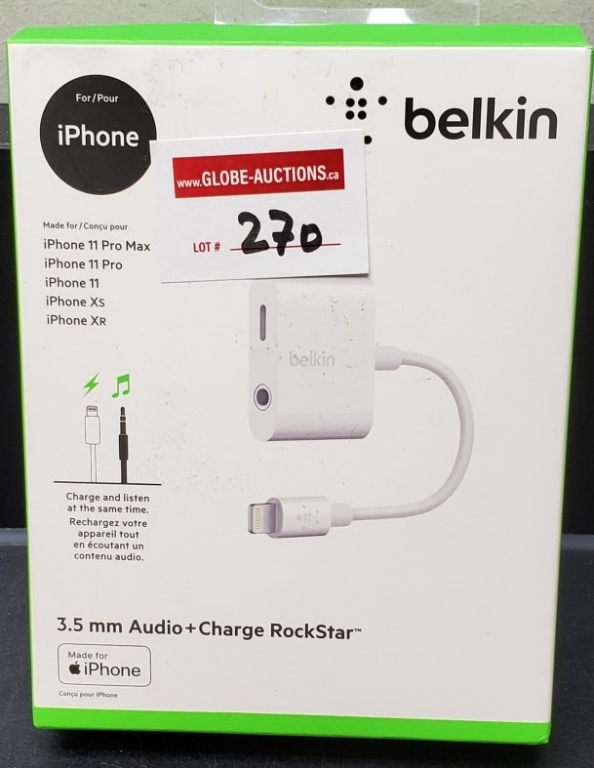 For/Pour
iPhone
belkin
www.GLOBE-AUCTIONS.ca
LOT # 270
Made for/Conçu pour
iPhone 11 Pro Max
iPhone 11 Pro
iPhone 11
iPhone Xs
iPhone XR
belkin
Charge and listen
at the same time.
Rechargez votre
appareil tout
en écoutant un
contenu audio.
3.5 mm Audio+Charge RockStar™
Made for
iPhone
Conçu pour iPhone